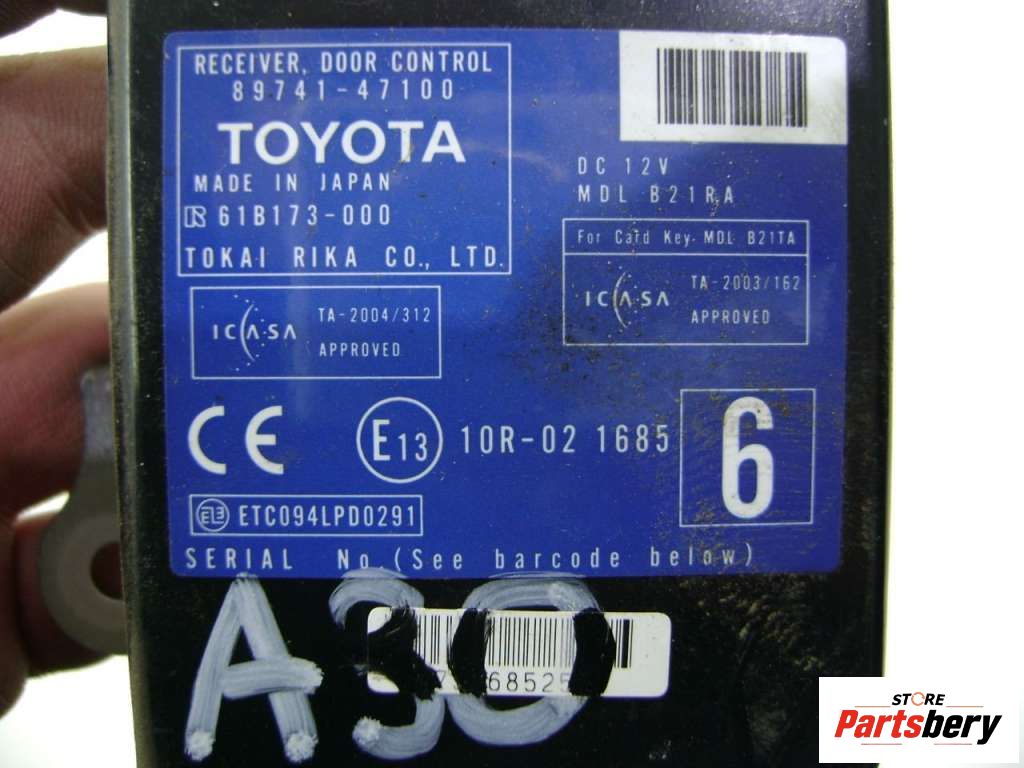 RECEIVER, DOOR CONTROL
89741-47100
TOYOTA
MADE IN JAPAN
R 61B173-000
TOKAI RIKA CO., LTD.
DC 12V
MDL B21RA
For Card Key. MDL B21TA
ICASA TA-2003/162
APPROVED
ICASA TA-2004/312
APPROVED
CE E13 10R-02 1685 6
ETC094LPD0291
SERIAL No.(See barcode below)
A30
STORE
Partsbery